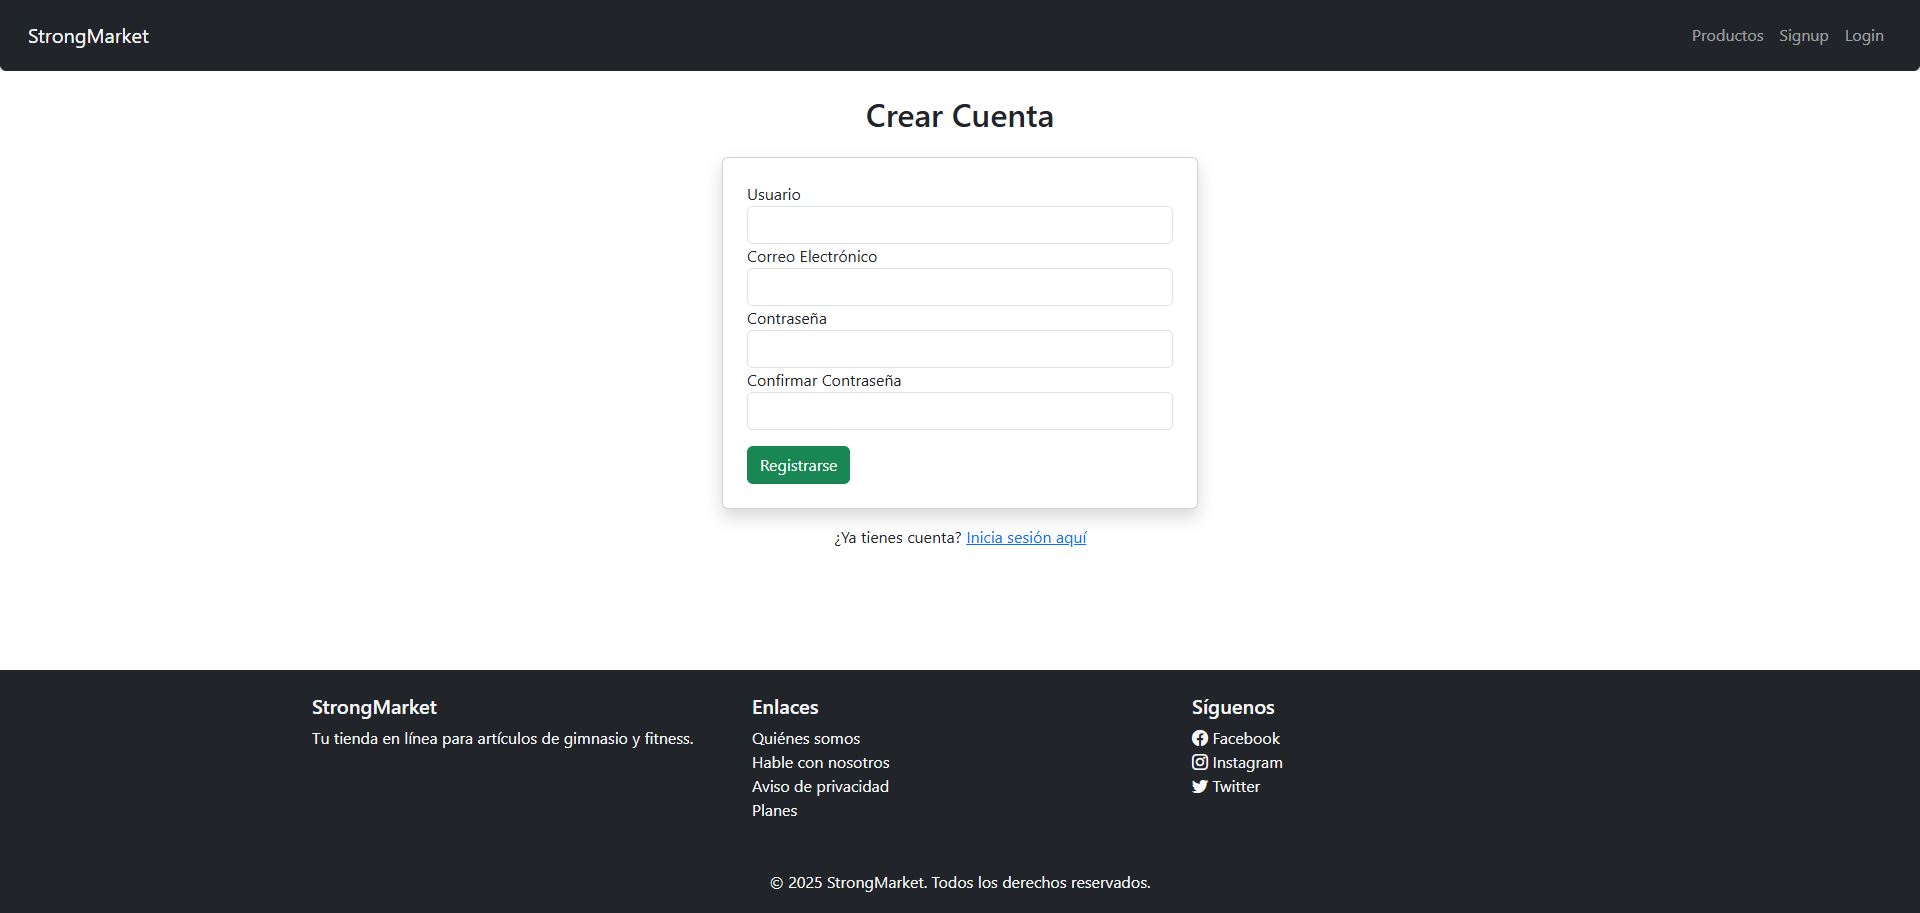 StrongMarket
Productos Signup Login
Crear Cuenta
Usuario
Correo Electrónico
Contraseña
Confirmar Contraseña
Registrarse
¿Ya tienes cuenta? Inicia sesión aquí
StrongMarket
Tu tienda en línea para artículos de gimnasio y fitness.
Enlaces
Quiénes somos
Hable con nosotros
Aviso de privacidad
Planes
Síguenos
Facebook
Instagram
Twitter
© 2025 StrongMarket. Todos los derechos reservados.